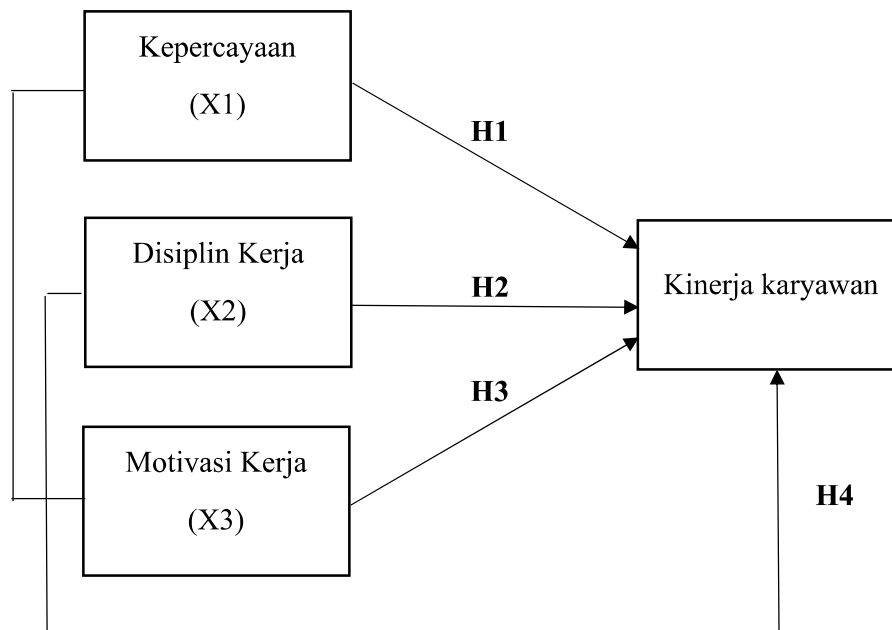 Kepercayaan
(X1)
H1
Disiplin Kerja
(X2)
H2
Kinerja karyawan
H3
Motivasi Kerja
(X3)
H4